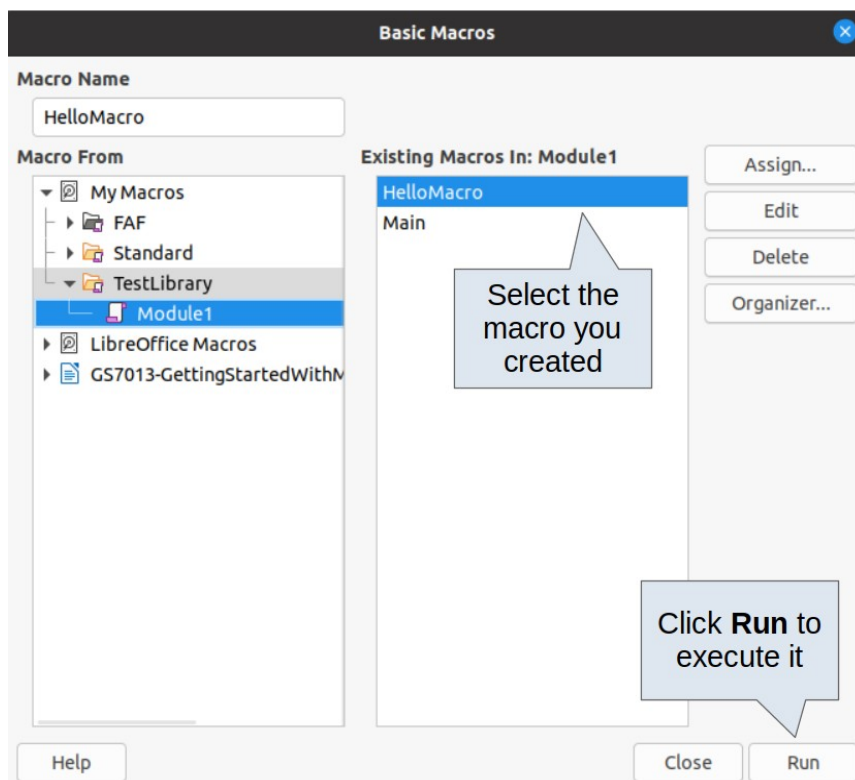 Basic Macros
Macro Name
HelloMacro
Macro From
My Macros
FAF
Standard
TestLibrary
Module1
LibreOffice Macros
GS7013-GettingStartedWithM
Existing Macros In: Module1
HelloMacro
Main
Select the
macro you
created
Assign...
Edit
Delete
Organizer...
Click Run to
execute it
Help
Close
Run